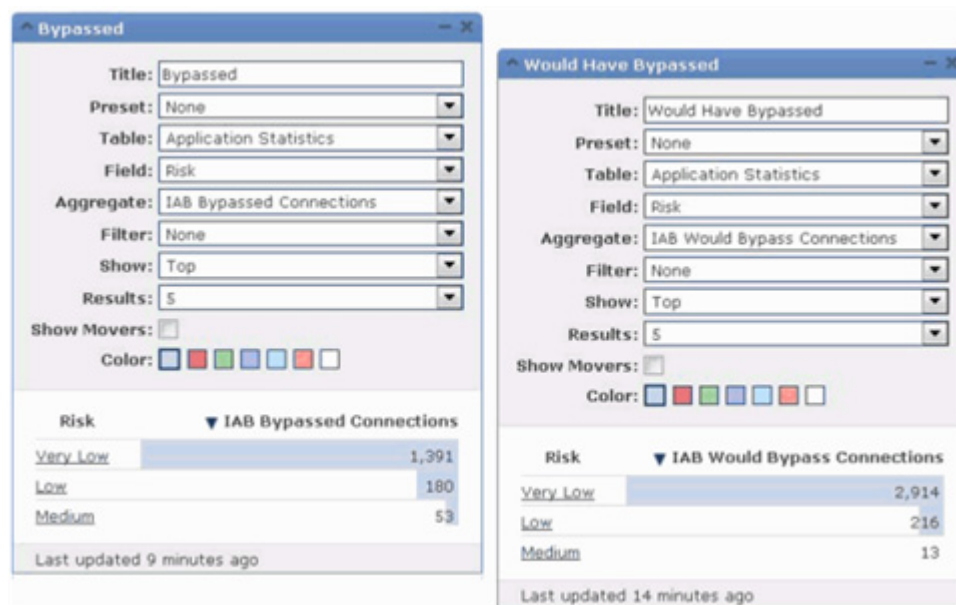 Bypassed
Title: Bypassed
Preset: None
Table: Application Statistics
Field: Risk
Aggregate: IAB Bypassed Connections
Filter: None
Show: Top
Results: 5
Show Movers:
Color:
Risk IAB Bypassed Connections
Very Low 1,391
Low 180
Medium 53
Last updated 9 minutes ago
Would Have Bypassed
Title: Would Have Bypassed
Preset: None
Table: Application Statistics
Field: Risk
Aggregate: IAB Would Bypass Connections
Filter: None
Show: Top
Results: 5
Show Movers:
Color:
Risk IAB Would Bypass Connections
Very Low 2,914
Low 216
Medium 13
Last updated 14 minutes ago